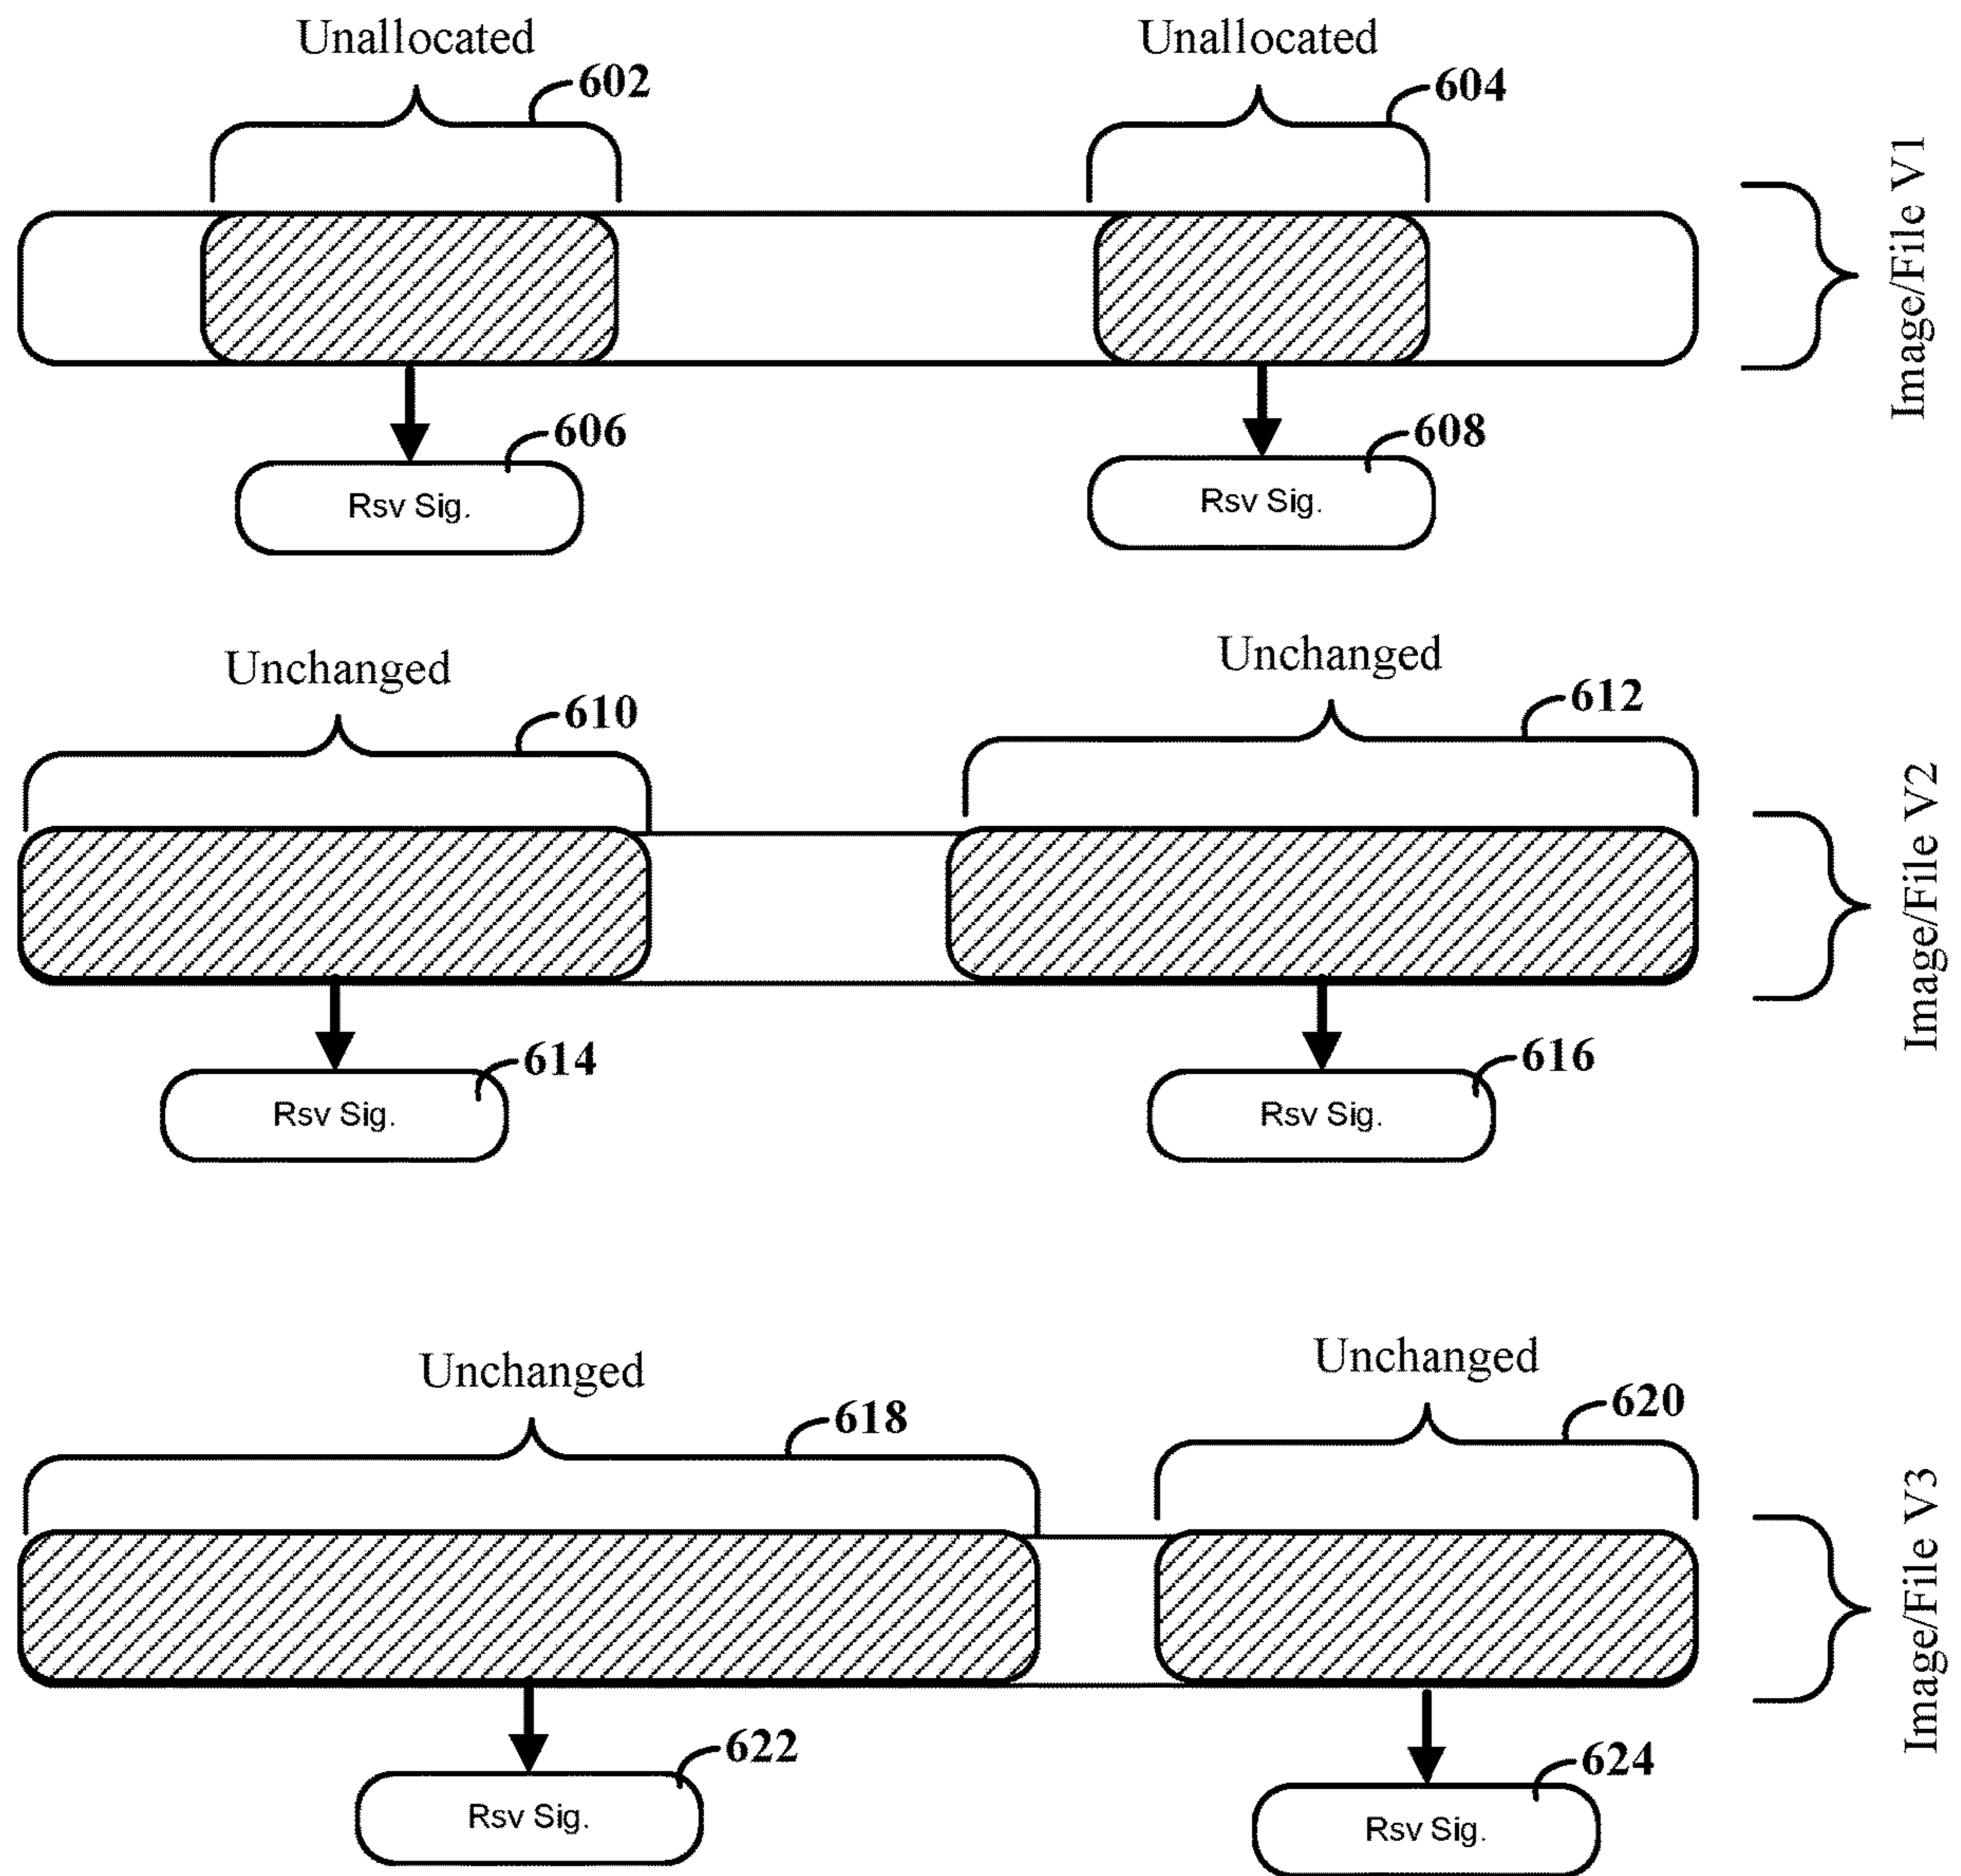 Unallocated
Unallocated
602
604
Image/File V1
606
608
Rsv Sig.
Rsv Sig.
Unchanged
Unchanged
610
612
Image/File V2
614
616
Rsv Sig.
Rsv Sig.
Unchanged
Unchanged
618
620
Image/File V3
622
624
Rsv Sig.
Rsv Sig.